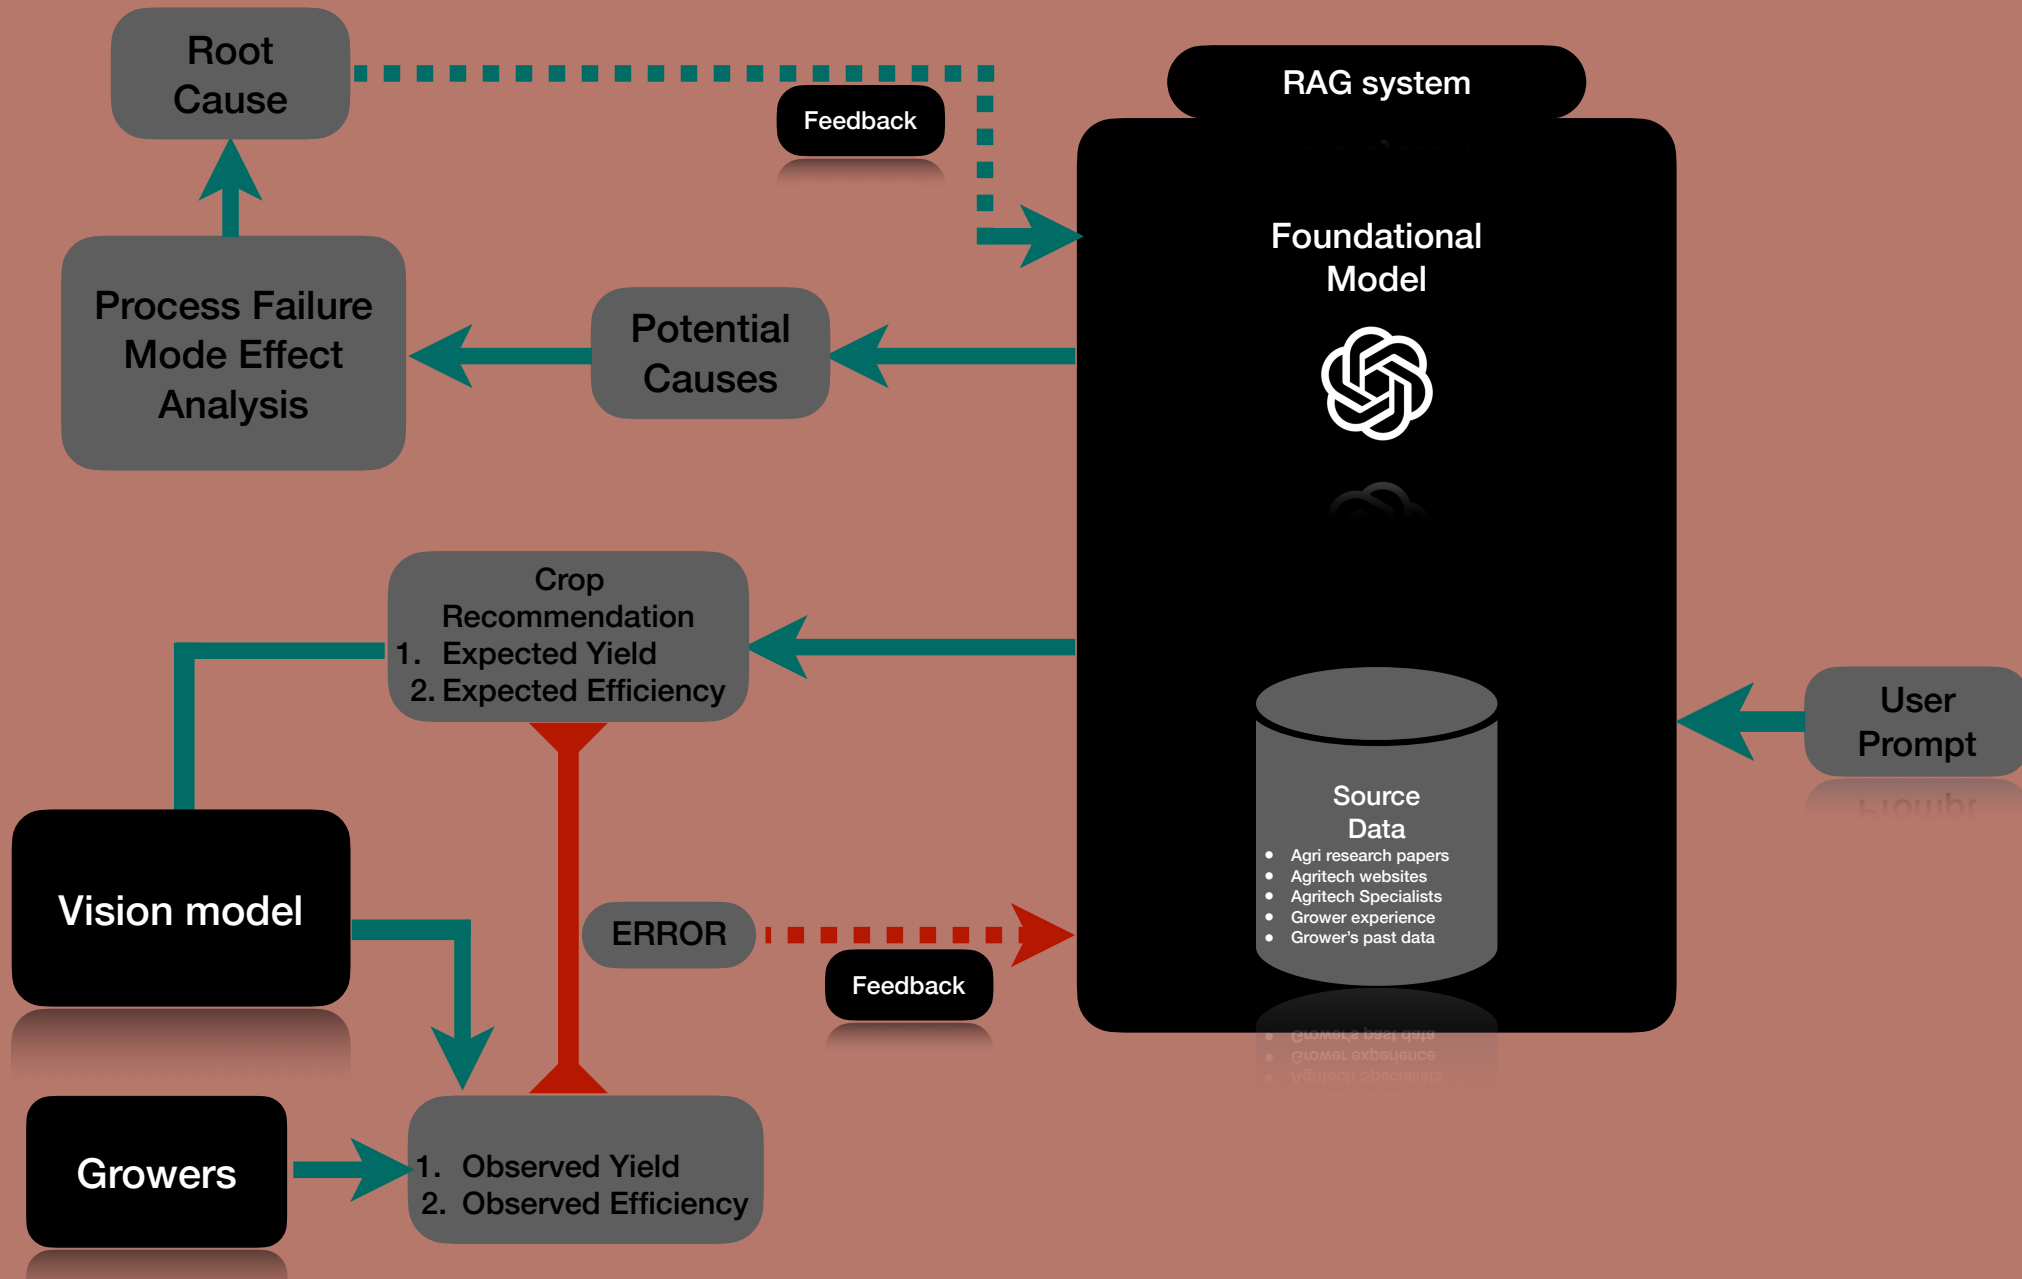 Root
Cause
Feedback
RAG system
Foundational
Model
Process Failure
Mode Effect
Analysis
Potential
Causes
Crop
Recommendation
1. Expected Yield
2. Expected Efficiency
User
Prompt
Source
Data
• Agri research papers
• Agritech websites
• Agritech Specialists
• Grower experience
• Grower's past data
Vision model
ERROR
Feedback
Growers
1. Observed Yield
2. Observed Efficiency